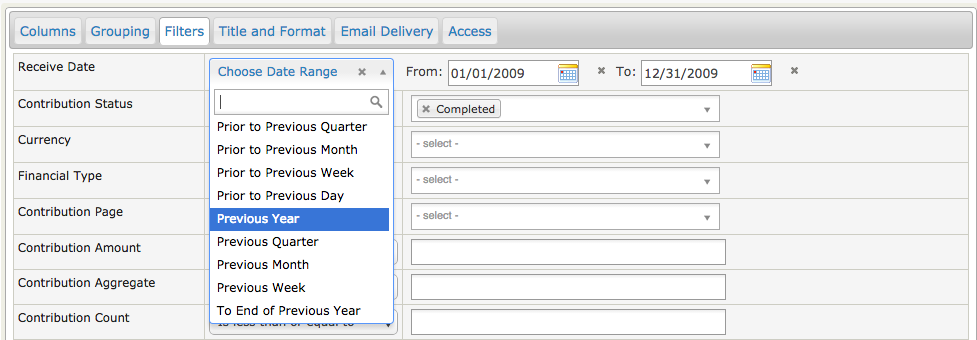 Columns Grouping Filters Title and Format Email Delivery Access
Receive Date Choose Date Range From: 01/01/2009 To: 12/31/2009
Contribution Status Completed
Prior to Previous Quarter
Currency - select -
Prior to Previous Month
Prior to Previous Week
Financial Type - select -
Prior to Previous Day
Contribution Page Previous Year - select -
Contribution Amount Previous Quarter
Previous Month
Contribution Aggregate
Previous Week
To End of Previous Year
Contribution Count Is less than or equal to